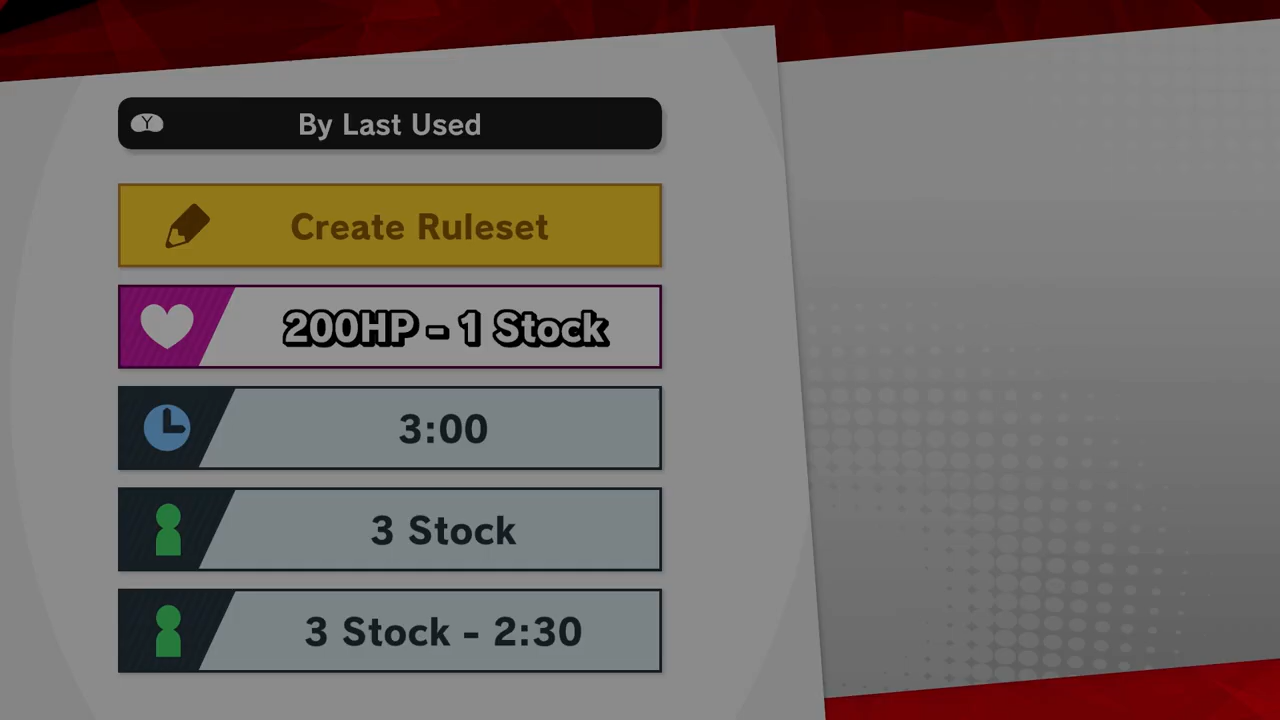 Y By Last Used
Create Ruleset
200HP - 1 Stock
3:00
3 Stock
3 Stock - 2:30